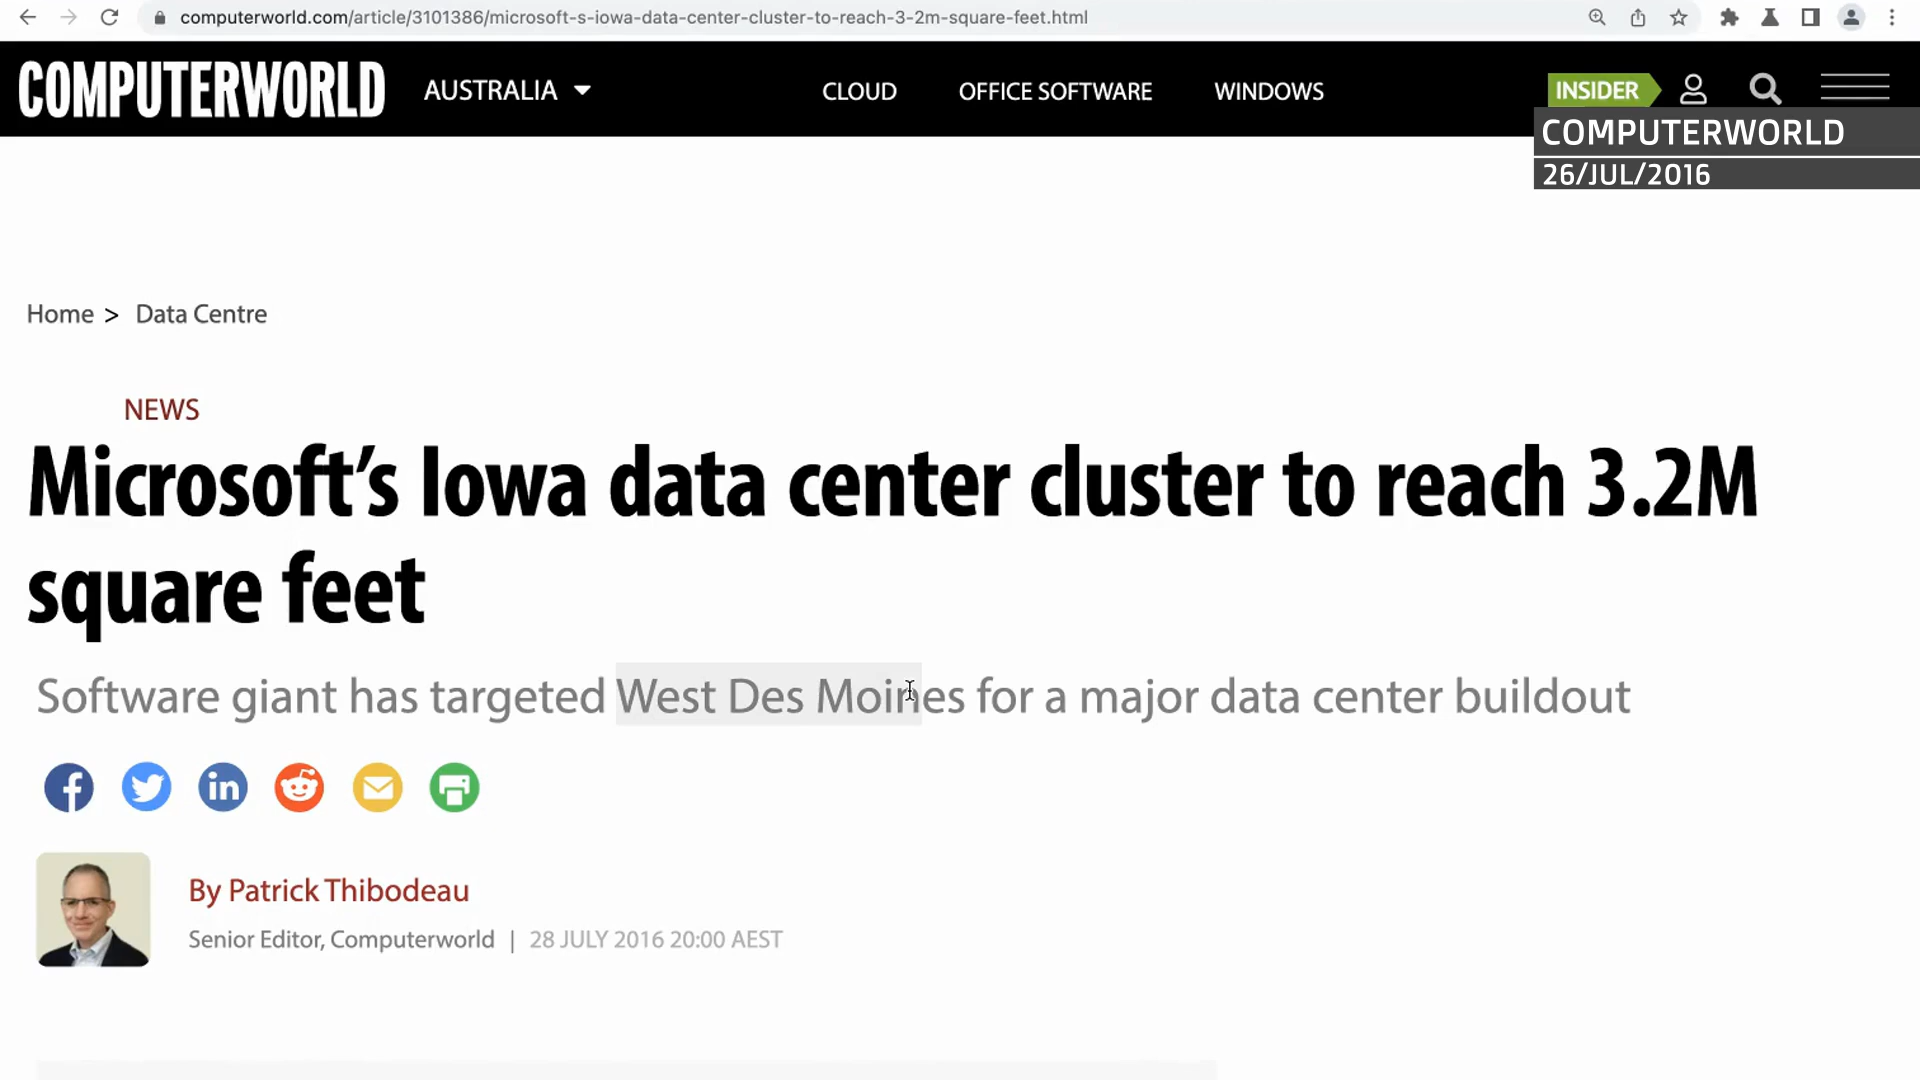 computerworld.com/article/3101386/microsoft-s-iowa-data-center-cluster-to-reach-3-2m-square-feet.html
COMPUTERWORLD
AUSTRALIA
CLOUD
OFFICE SOFTWARE
WINDOWS
INSIDER
COMPUTERWORLD
26/JUL/2016
Home > Data Centre
NEWS
Microsoft’s Iowa data center cluster to reach 3.2M
square feet
Software giant has targeted West Des Moines for a major data center buildout
By Patrick Thibodeau
Senior Editor, Computerworld | 28 JULY 2016 20:00 AEST